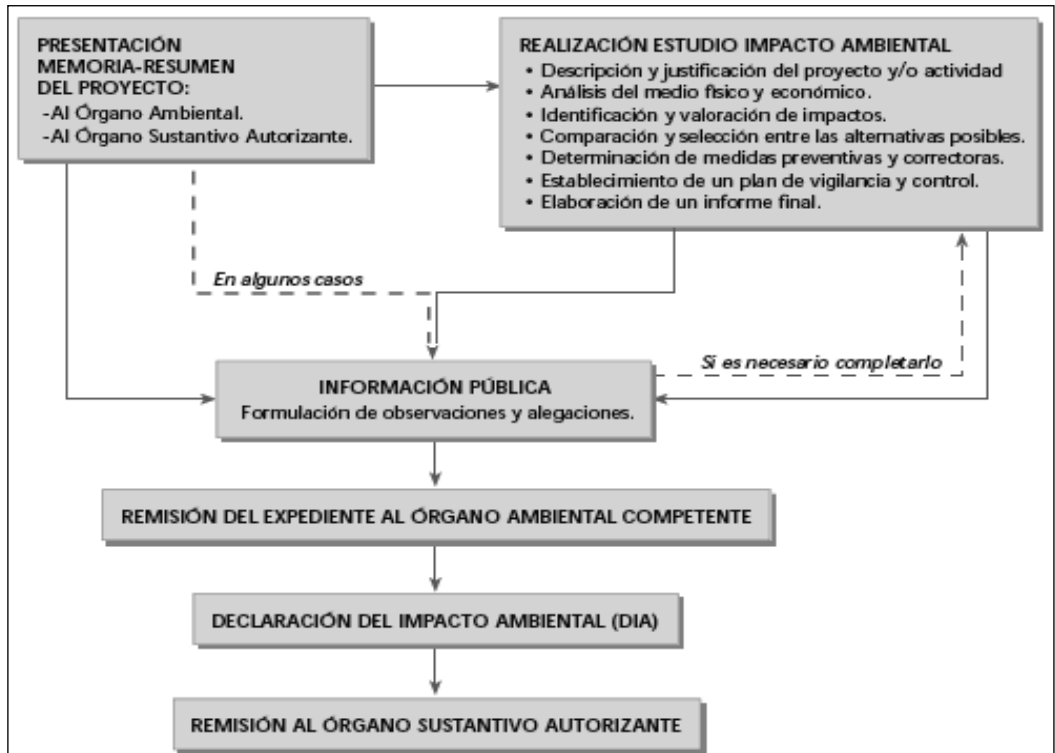 PRESENTACIÓN
MEMORIA-RESUMEN
DEL PROYECTO:
-Al Órgano Ambiental.
-Al Órgano Sustantivo Autorizante.
REALIZACIÓN ESTUDIO IMPACTO AMBIENTAL
• Descripción y justificación del proyecto y/o actividad
• Análisis del medio físico y económico.
• Identificación y valoración de impactos.
• Comparación y selección entre las alternativas posibles.
• Determinación de medidas preventivas y correctoras.
• Establecimiento de un plan de vigilancia y control.
• Elaboración de un informe final.
En algunos casos
Si es necesario completarlo
INFORMACIÓN PÚBLICA
Formulación de observaciones y alegaciones.
REMISIÓN DEL EXPEDIENTE AL ÓRGANO AMBIENTAL COMPETENTE
DECLARACIÓN DEL IMPACTO AMBIENTAL (DIA)
REMISIÓN AL ÓRGANO SUSTANTIVO AUTORIZANTE